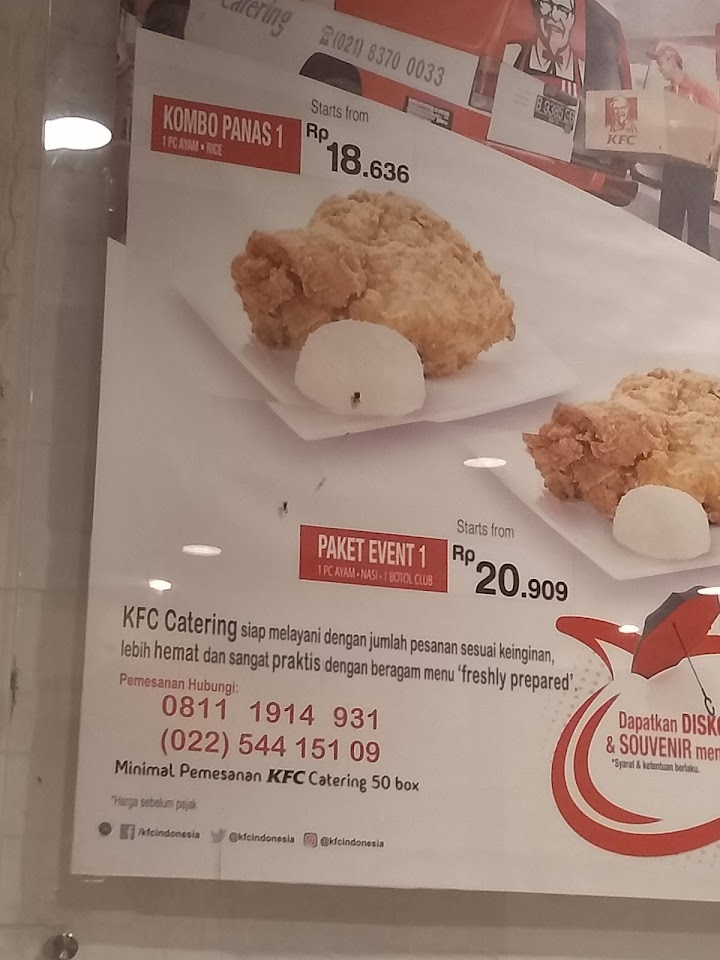 Catering
(021) 8370 0033
KFC
KOMBO PANAS 1
1 PC AYAM • RICE
Starts from
Rp 18.636
PAKET EVENT 1
1 PC AYAM • NASI • 1 BOTOL CLUB
Starts from
Rp 20.909
KFC Catering siap melayani dengan jumlah pesanan sesuai keinginan,
lebih hemat dan sangat praktis dengan beragam menu 'freshly prepared'.
Pemesanan Hubungi:
0811 1914 931
(022) 544 151 09
Minimal Pemesanan KFC Catering 50 box
*Harga sebelum pajak
/kfcindonesia @kfcindonesia @kfcindonesia
Dapatkan DISK
& SOUVENIR men
*Syarat & ketentuan berlaku.